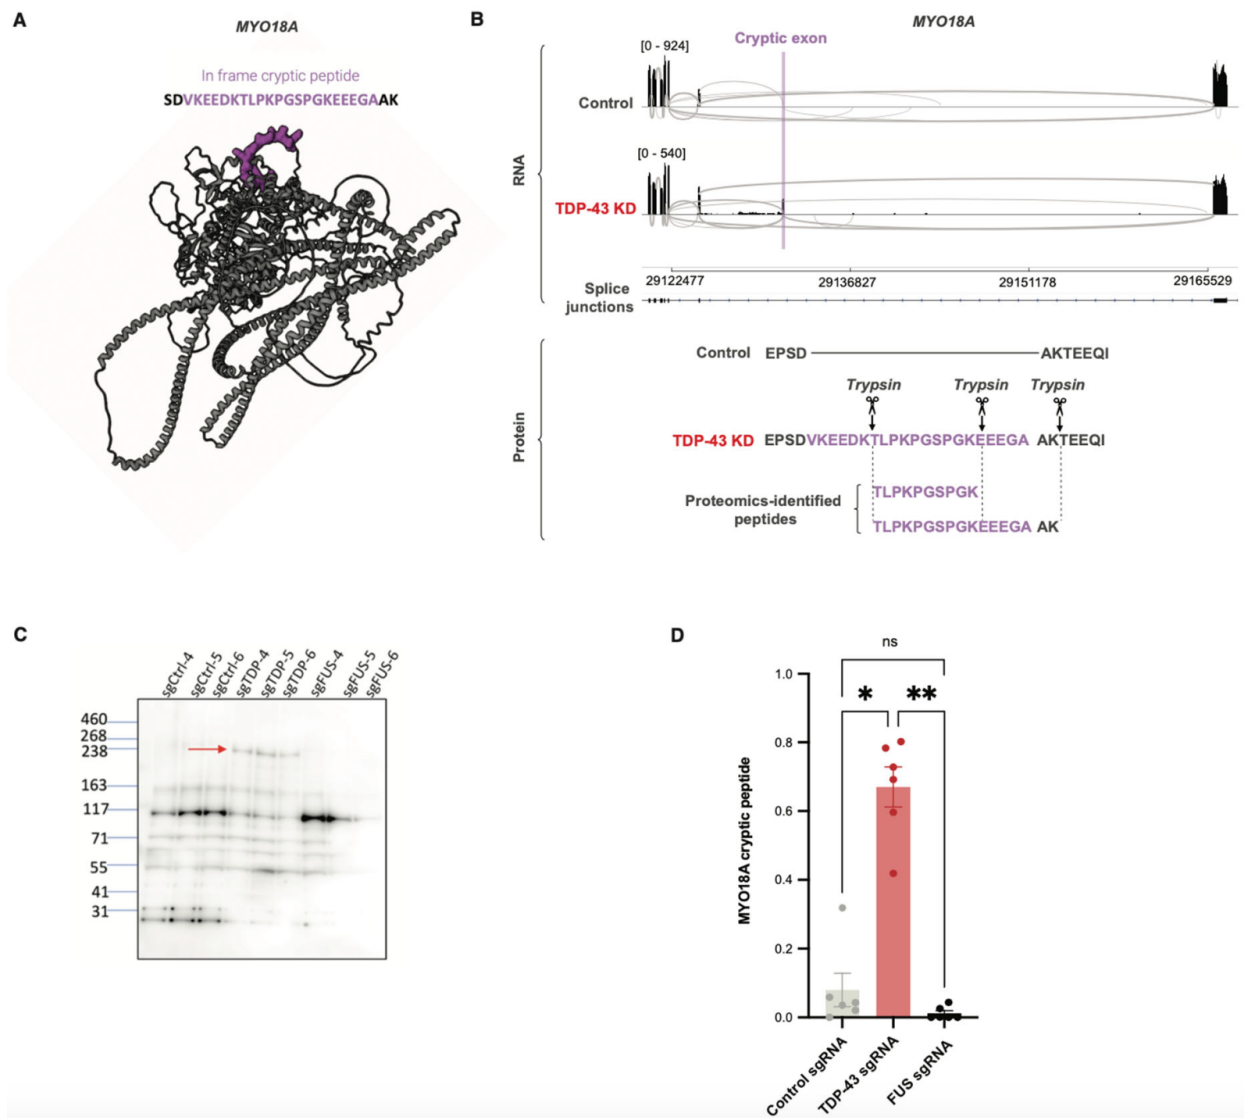 A
MYO18A
In frame cryptic peptide
SDVKEEDKTLPKPGSPGKEEEGAAK
B
MYO18A
Cryptic exon
[0 - 924]
Control
[0 - 540]
TDP-43 KD
RNA
29122477 29136827 29151178 29165529
Splice
junctions
Protein
Control EPSD AKTEEQI
Trypsin Trypsin Trypsin
TDP-43 KD EPSDVKEEDKTLPKPGSPGKEEEGA AKTEEQI
Proteomics-identified
peptides
TLPKPGSPGK
TLPKPGSPGKEEEGA AK
C
sgCtrl-4 sgCtrl-5 sgCtrl-6 sgTDP-4 sgTDP-5 sgTDP-6 sgFUS-4 sgFUS-5 sgFUS-6
460
268
238
163
117
71
55
41
31
D
ns
* **
MYO18A cryptic peptide
1.0
0.8
0.6
0.4
0.2
0.0
Control sgRNA
TDP-43 sgRNA
FUS sgRNA